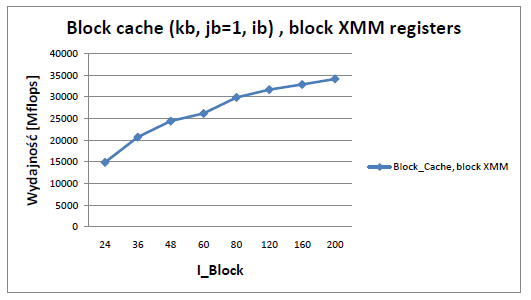 Block cache (kb, jb=1, ib) , block XMM registers
40000
35000
30000
25000
20000
15000
10000
5000
0
24 36 48 60 80 120 160 200
Wydajność [Mflops]
I_Block
Block_Cache, block XMM